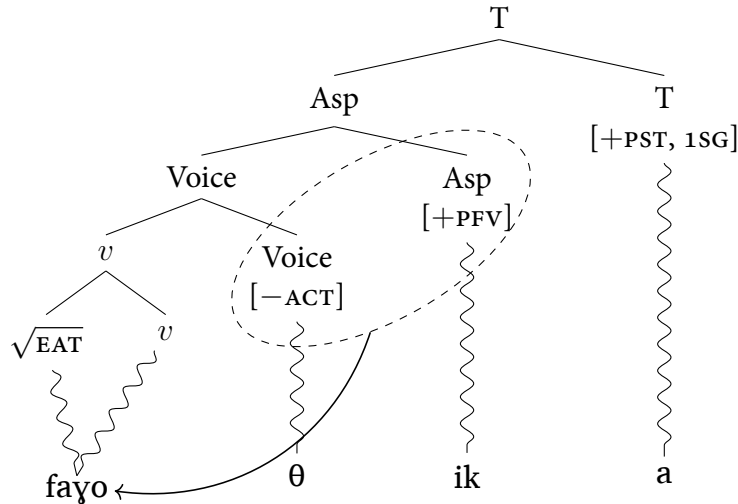 T
Asp
T
[+PST, 1SG]
Voice
Asp
[+PFV]
v
Voice
[−ACT]
√EAT
v
faɣo
θ
ik
a